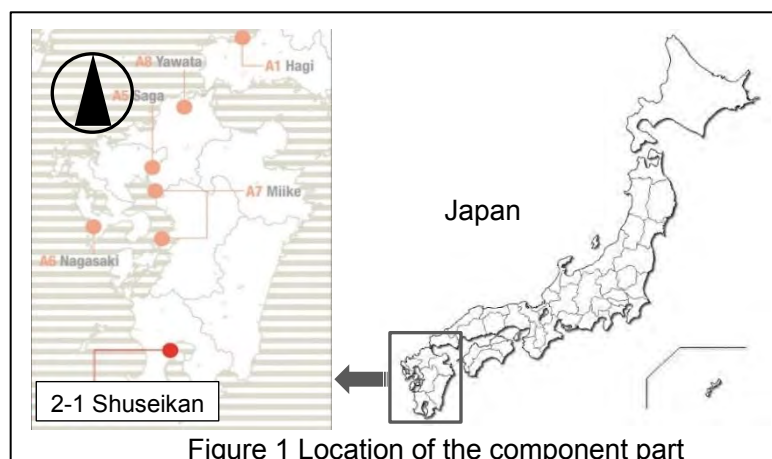 A8 Yawata
A1 Hagi
A5 Saga
A7 Miike
A6 Nagasaki
2-1 Shuseikan
Japan
Figure 1 Location of the component part